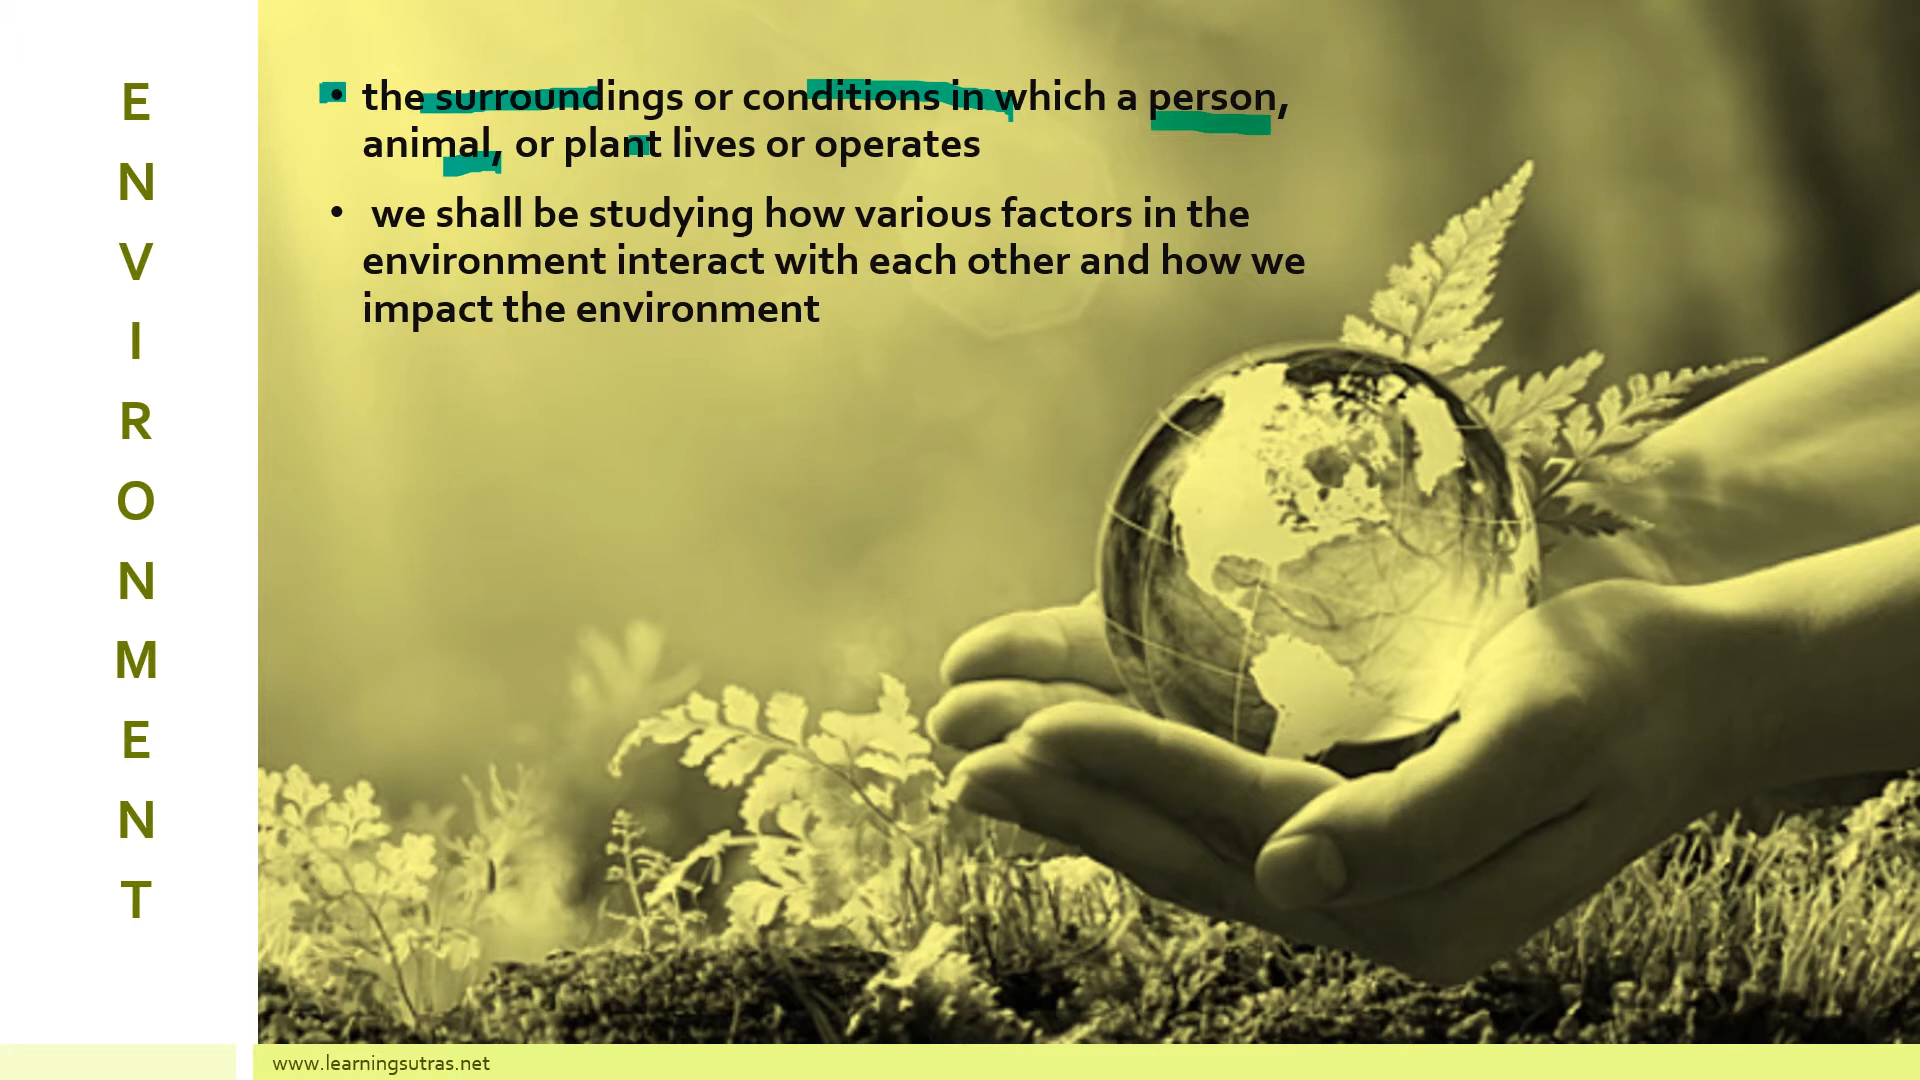 E
N
V
I
R
O
N
M
E
N
T
• the surroundings or conditions in which a person,
animal, or plant lives or operates
• we shall be studying how various factors in the
environment interact with each other and how we
impact the environment
www.learningsutras.net